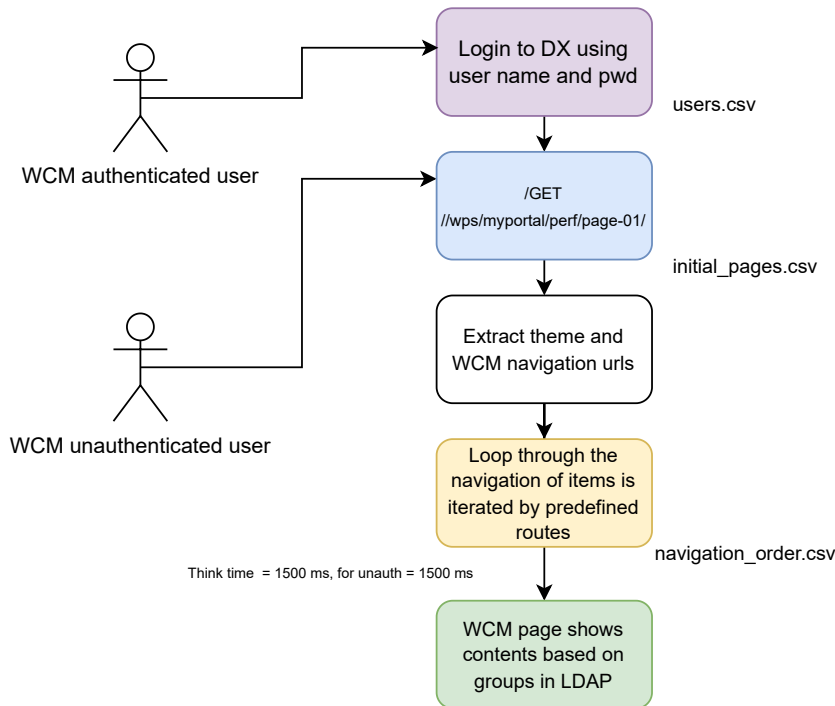 Login to DX using
user name and pwd
users.csv
WCM authenticated user
/GET
//wps/myportal/perf/page-01/
initial_pages.csv
Extract theme and
WCM navigation urls
WCM unauthenticated user
Loop through the
navigation of items is
iterated by predefined
routes
navigation_order.csv
Think time  = 1500 ms, for unauth = 1500 ms
WCM page shows
contents based on
groups in LDAP